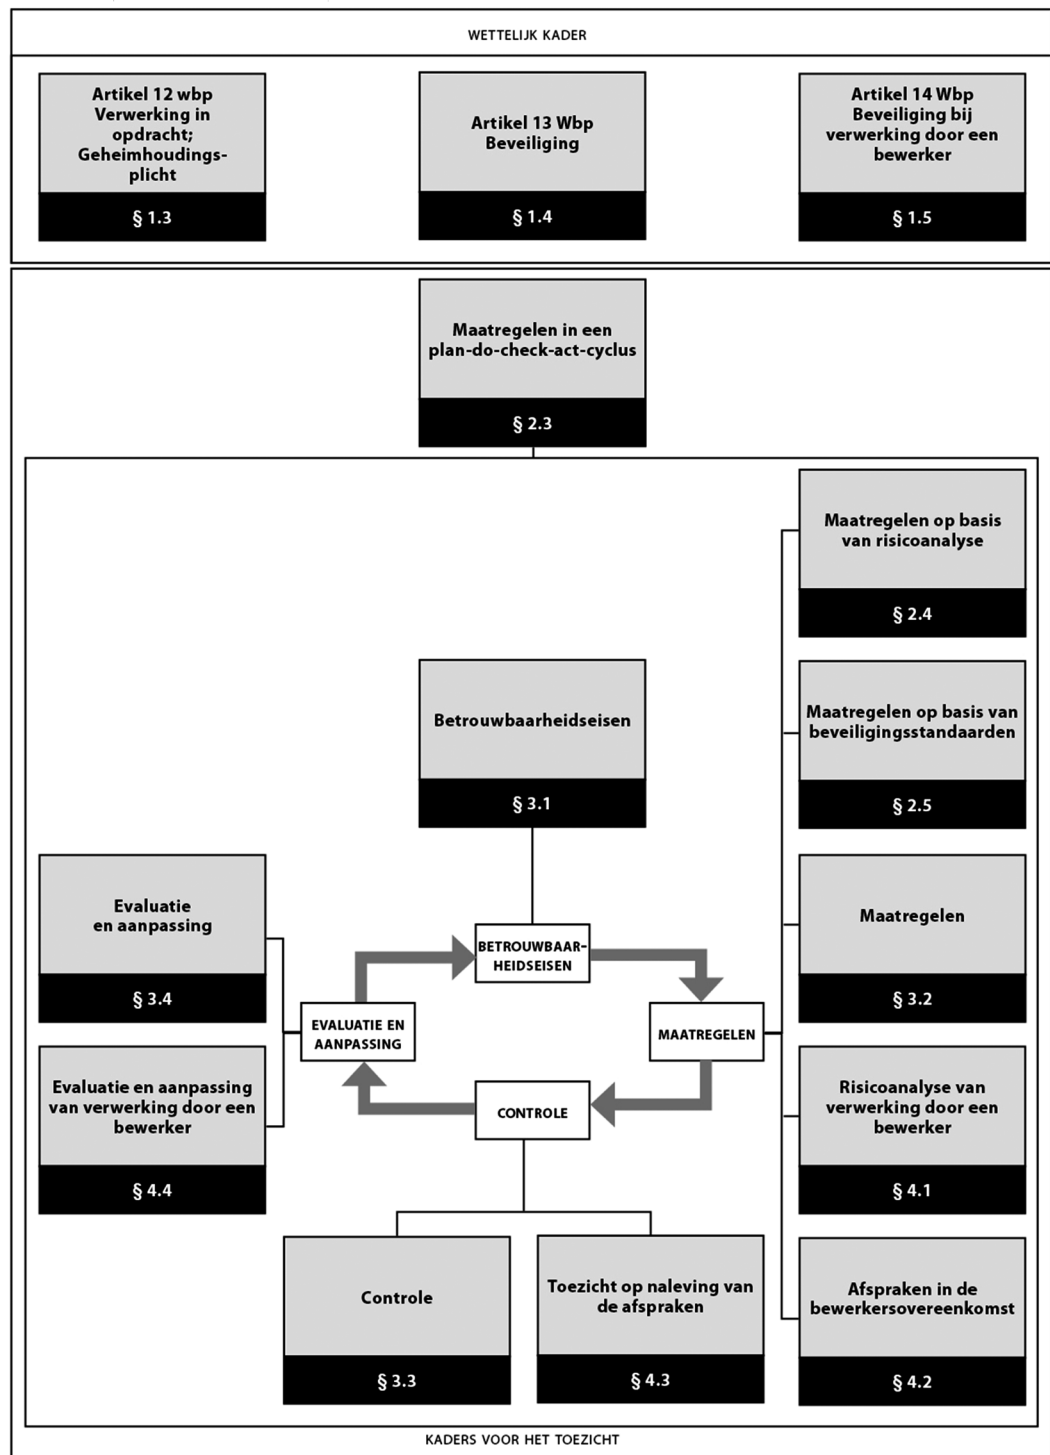 WETTELIJK KADER
Artikel 12 wbp
Verwerking in
opdracht;
Geheimhoudings-
plicht
§ 1.3
Artikel 13 Wbp
Beveiliging
§ 1.4
Artikel 14 Wbp
Beveiliging bij
verwerking door een
bewerker
§ 1.5
Maatregelen in een
plan-do-check-act-cyclus
§ 2.3
Maatregelen op basis
van risicoanalyse
§ 2.4
Betrouwbaarheidseisen
§ 3.1
Maatregelen op basis van
beveiligingsstandaarden
§ 2.5
Evaluatie
en aanpassing
§ 3.4
BETROUWBAAR-
HEIDSEISEN
Maatregelen
§ 3.2
EVALUATIE EN
AANPASSING
MAATREGELEN
CONTROLE
Evaluatie en aanpassing
van verwerking door een
bewerker
§ 4.4
Risicoanalyse van
verwerking door een
bewerker
§ 4.1
Controle
§ 3.3
Toezicht op naleving van
de afspraken
§ 4.3
Afspraken in de
bewerkersovereenkomst
§ 4.2
KADERS VOOR HET TOEZICHT